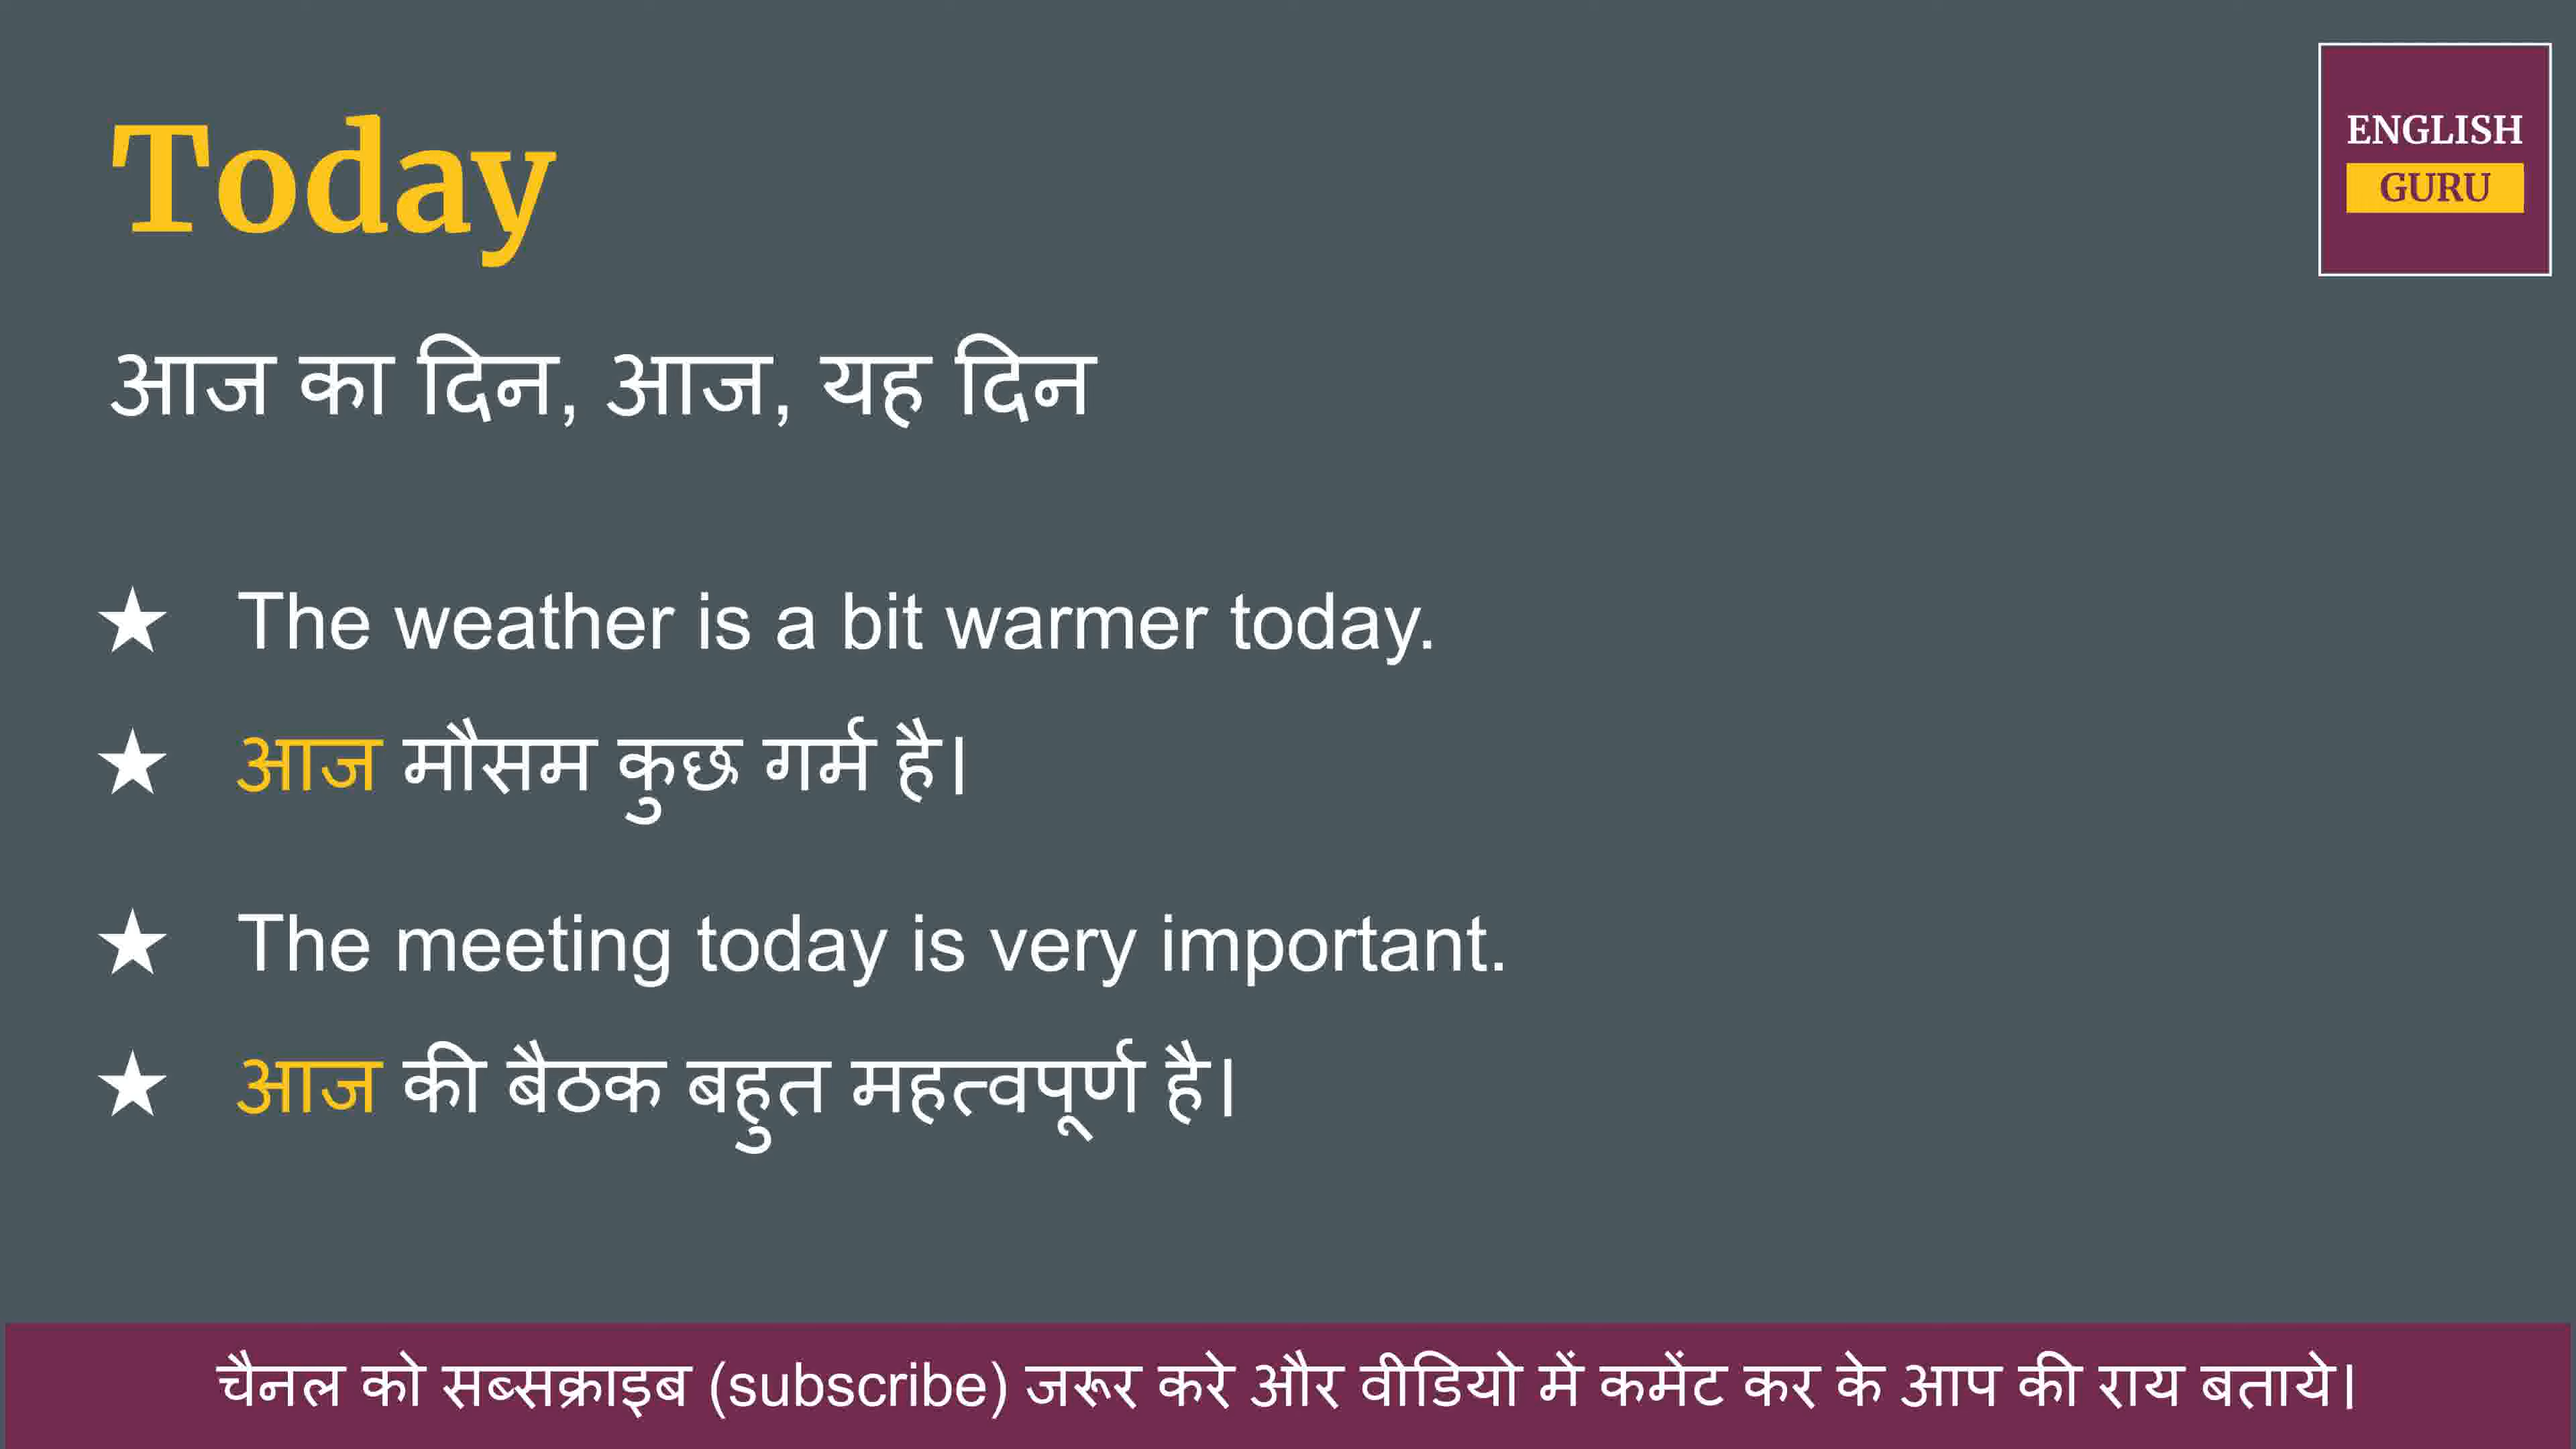 Today
ENGLISH
GURU
आज का दिन, आज, यह दिन
★ The weather is a bit warmer today.
★ आज मौसम कुछ गर्म है।
★ The meeting today is very important.
★ आज की बैठक बहुत महत्वपूर्ण है।
चैनल को सब्सक्राइब (subscribe) जरूर करे और वीडियो में कमेंट कर के आप की राय बताये।